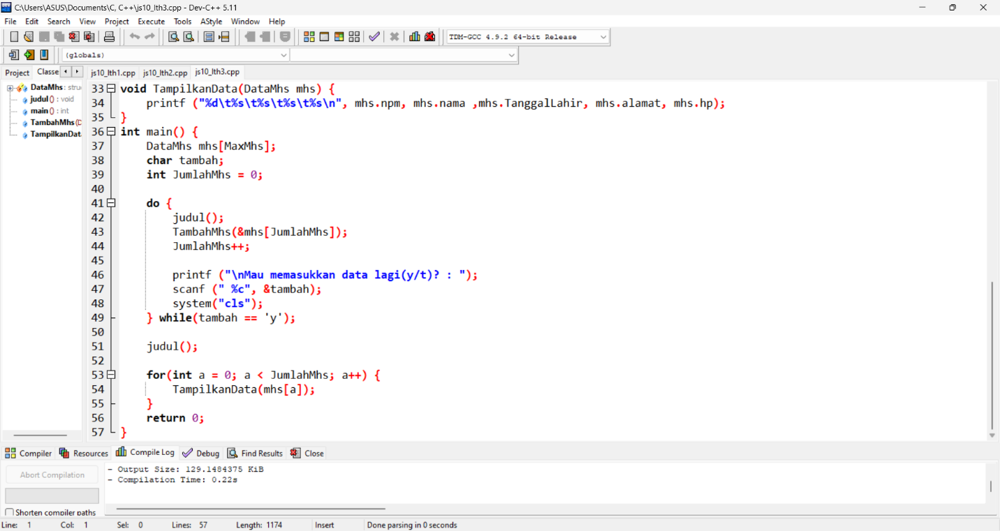 C:\Users\ASUS\Documents\C, C++\js10_lth3.cpp - Dev-C++ 5.11
File Edit Search View Project Execute Tools AStyle Window Help
TDM-GCC 4.9.2 64-bit Release
(globals)
Project Classe js10_lth1.cpp js10_lth2.cpp js10_lth3.cpp
DataMhs : stru
judul () : void
main () : int
TambahMhs (D
TampilkanDat
33 void TampilkanData(DataMhs mhs) {
34 printf ("%d\t%s\t%s\t%s\t%s\n", mhs.npm, mhs.nama ,mhs.TanggalLahir, mhs.alamat, mhs.hp);
35 }
36 int main() {
37 DataMhs mhs[MaxMhs];
38 char tambah;
39 int JumlahMhs = 0;
40
41 do {
42 judul();
43 TambahMhs(&mhs[JumlahMhs]);
44 JumlahMhs++;
45
46 printf ("\nMau memasukkan data lagi(y/t)? : ");
47 scanf (" %c", &tambah);
48 system("cls");
49 } while(tambah == 'y');
50
51 judul();
52
53 for(int a = 0; a < JumlahMhs; a++) {
54 TampilkanData(mhs[a]);
55 }
56 return 0;
57 }
Compiler Resources Compile Log Debug Find Results Close
Abort Compilation
Shorten compiler paths
- Output Size: 129.1484375 KiB
- Compilation Time: 0.22s
Line: 1 Col: 1 Sel: 0 Lines: 57 Length: 1174 Insert Done parsing in 0 seconds